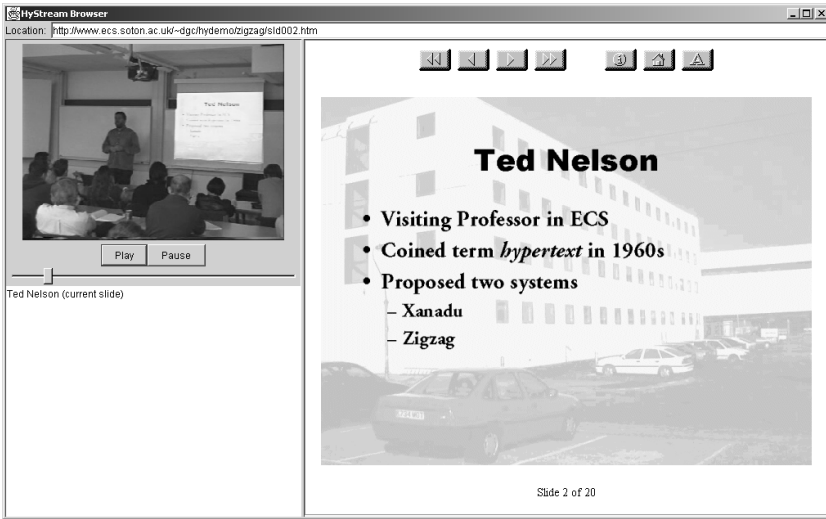 HyStream Browser
Location: http://www.ecs.soton.ac.uk/~dgc/hydemo/zigzag/sld002.htm
Ted Nelson
Play Pause
Ted Nelson (current slide)
Ted Nelson
• Visiting Professor in ECS
• Coined term hypertext in 1960s
• Proposed two systems
– Xanadu
– Zigzag
Slide 2 of 20